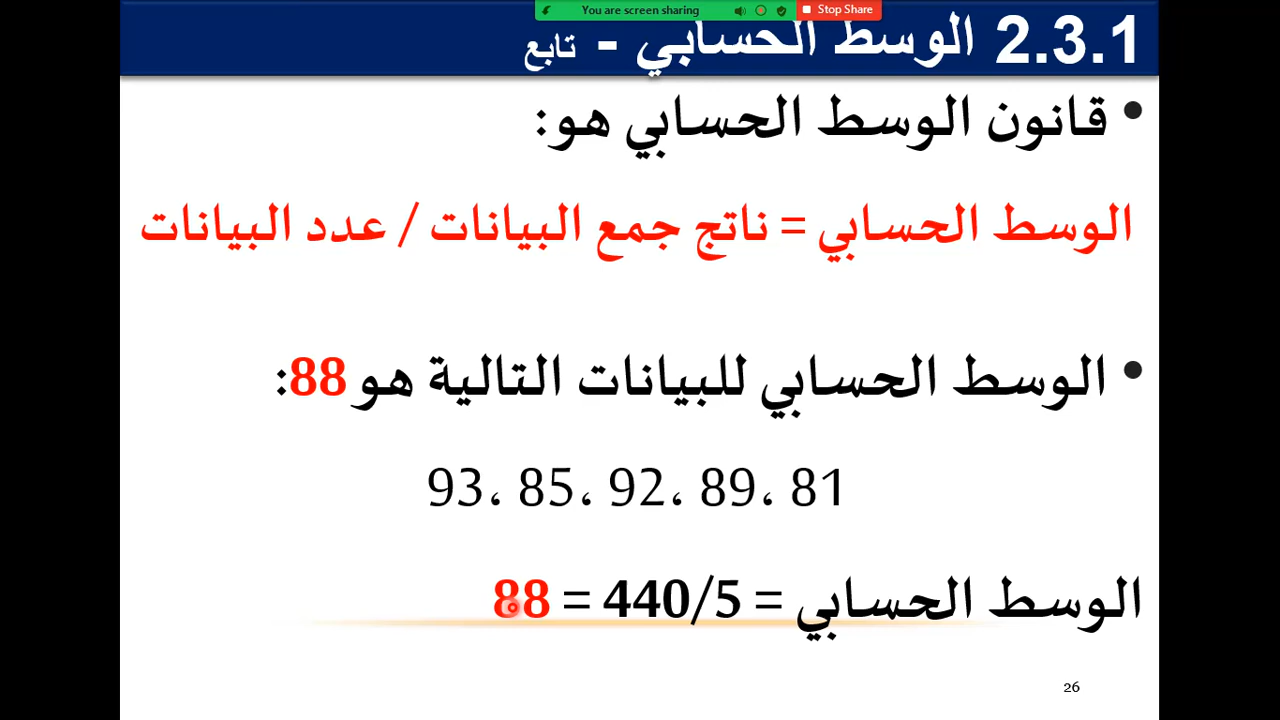 You are screen sharing Stop Share
2.3.1 الوسط الحسابي - تابع
• قانون الوسط الحسابي هو:
الوسط الحسابي = ناتج جمع البيانات / عدد البيانات
• الوسط الحسابي للبيانات التالية هو 88:
81، 89، 92، 85، 93
الوسط الحسابي = 440/5 = 88
26